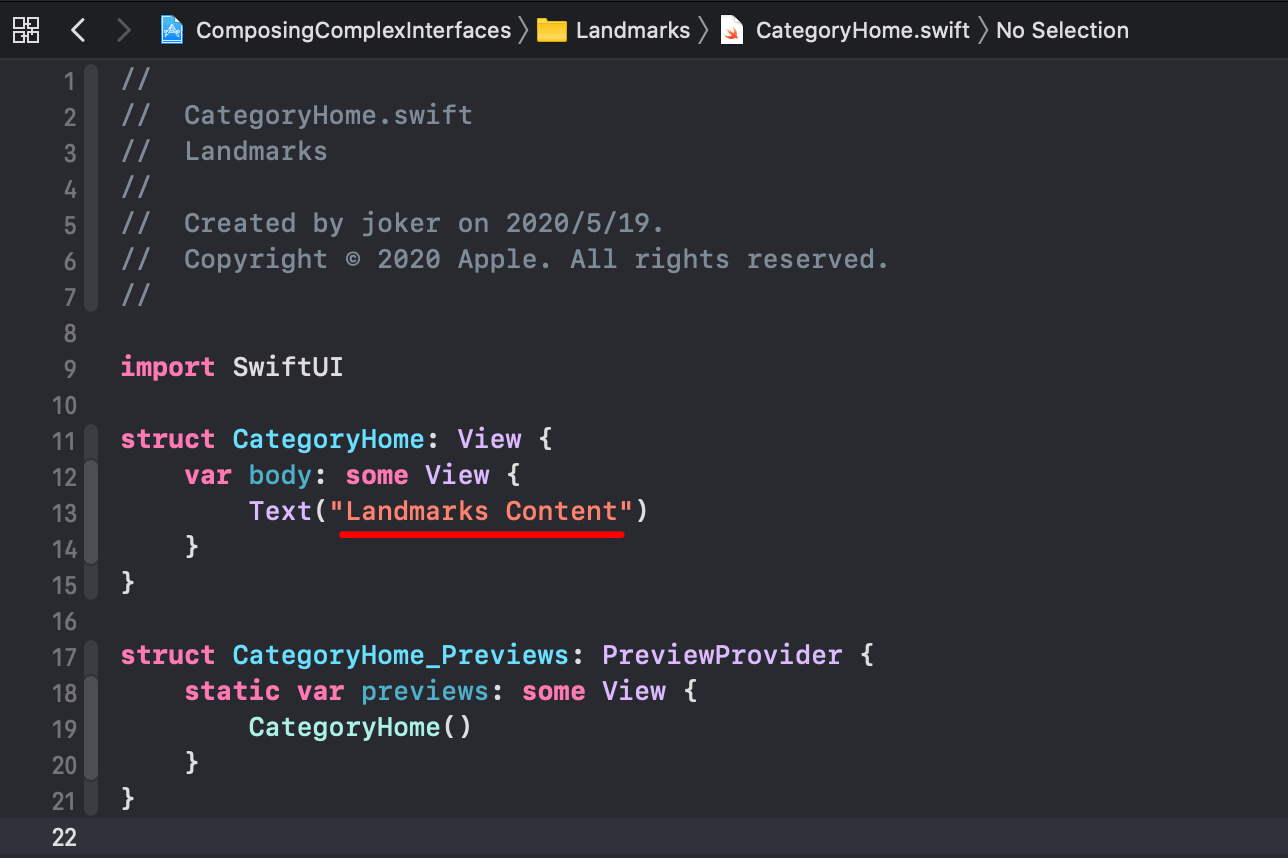 ComposingComplexInterfaces 〉 Landmarks 〉 CategoryHome.swift 〉 No Selection
1 //
2 //  CategoryHome.swift
3 //  Landmarks
4 //
5 //  Created by joker on 2020/5/19.
6 //  Copyright © 2020 Apple. All rights reserved.
7 //
8
9 import SwiftUI
10
11 struct CategoryHome: View {
12     var body: some View {
13         Text("Landmarks Content")
14     }
15 }
16
17 struct CategoryHome_Previews: PreviewProvider {
18     static var previews: some View {
19         CategoryHome()
20     }
21 }
22